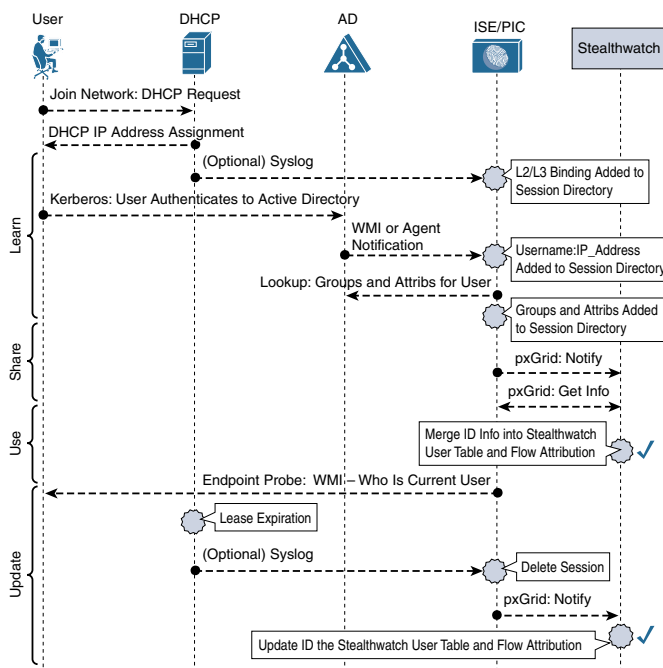 User
DHCP
AD
ISE/PIC
Stealthwatch
Join Network: DHCP Request
DHCP IP Address Assignment
Learn
(Optional) Syslog
L2/L3 Binding Added to
Session Directory
Kerberos: User Authenticates to Active Directory
WMI or Agent
Notification
Username:IP_Address
Added to Session Directory
Lookup: Groups and Attribs for User
Groups and Attribs Added
to Session Directory
Share
pxGrid: Notify
pxGrid: Get Info
Use
Merge ID Info into Stealthwatch
User Table and Flow Attribution
Update
Endpoint Probe: WMI – Who Is Current User
Lease Expiration
(Optional) Syslog
Delete Session
pxGrid: Notify
Update ID the Stealthwatch User Table and Flow Attribution